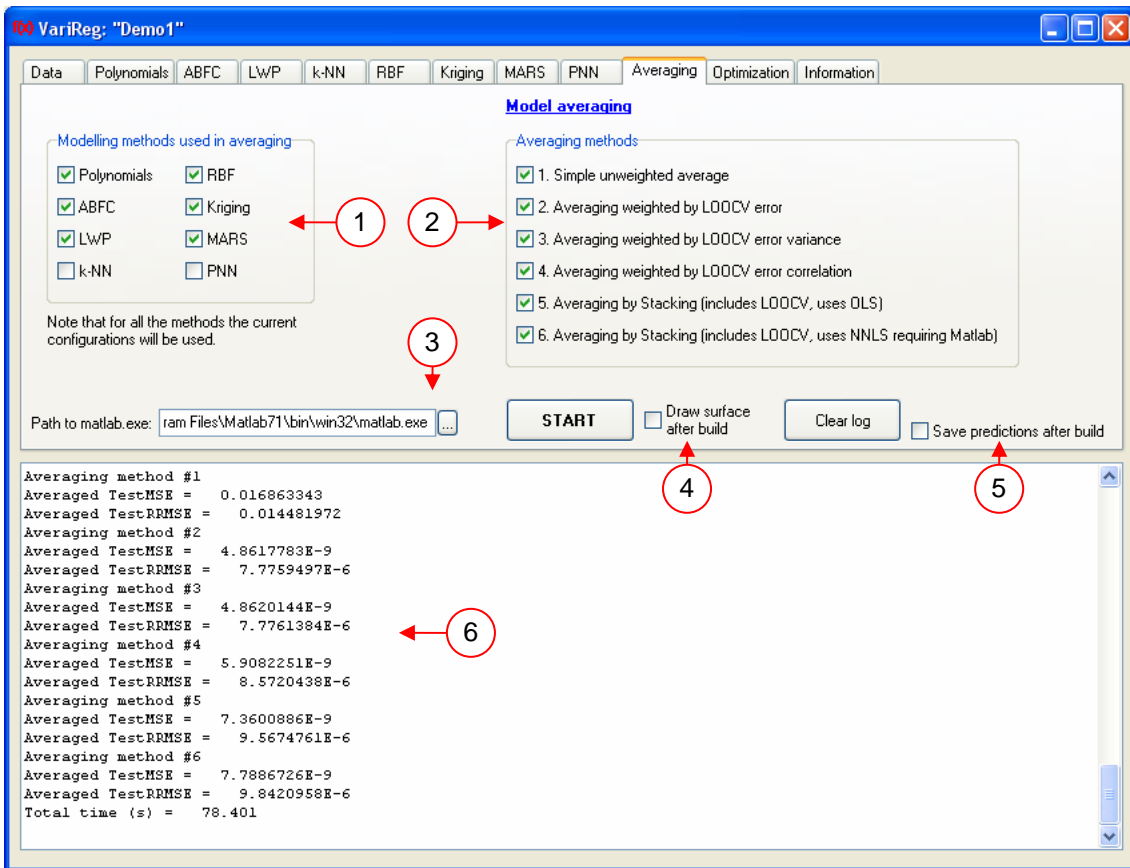 f(x) VariReg: "Demo1"
Data Polynomials ABFC LWP k-NN RBF Kriging MARS PNN Averaging Optimization Information
Model averaging
Modelling methods used in averaging
Polynomials RBF
ABFC Kriging
LWP MARS
k-NN PNN
1
Note that for all the methods the current
configurations will be used.
2
Averaging methods
1. Simple unweighted average
2. Averaging weighted by LOOCV error
3. Averaging weighted by LOOCV error variance
4. Averaging weighted by LOOCV error correlation
5. Averaging by Stacking (includes LOOCV, uses OLS)
6. Averaging by Stacking (includes LOOCV, uses NNLS requiring Matlab)
3
Path to matlab.exe: ram Files\Matlab71\bin\win32\matlab.exe ...
START
Draw surface
after build
Clear log
Save predictions after build
4
5
Averaging method #1
Averaged TestMSE = 0.016863343
Averaged TestRRMSE = 0.014481972
Averaging method #2
Averaged TestMSE = 4.8617783E-9
Averaged TestRRMSE = 7.7759497E-6
Averaging method #3
Averaged TestMSE = 4.8620144E-9
Averaged TestRRMSE = 7.7761384E-6
6
Averaging method #4
Averaged TestMSE = 5.9082251E-9
Averaged TestRRMSE = 8.5720438E-6
Averaging method #5
Averaged TestMSE = 7.3600886E-9
Averaged TestRRMSE = 9.5674761E-6
Averaging method #6
Averaged TestMSE = 7.7886726E-9
Averaged TestRRMSE = 9.8420958E-6
Total time (s) = 78.401